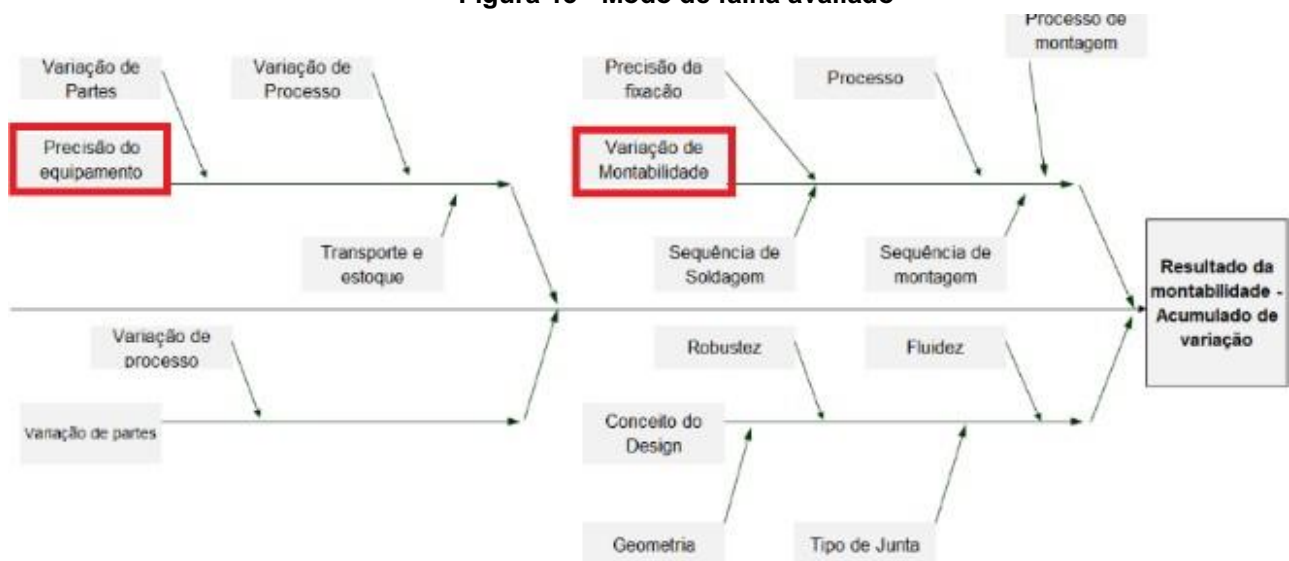 Processo de
montagem
Variação de
Partes
Variação de
Processo
Precisão da
fixação
Processo
Precisão do
equipamento
Variação de
Montabilidade
Transporte e
estoque
Sequência de
Soldagem
Sequência de
montagem
Resultado da
montabilidade -
Acumulado de
variação
Variação de
processo
Robustez
Fluidez
Variação de partes
Conceito do
Design
Geometria
Tipo de Junta